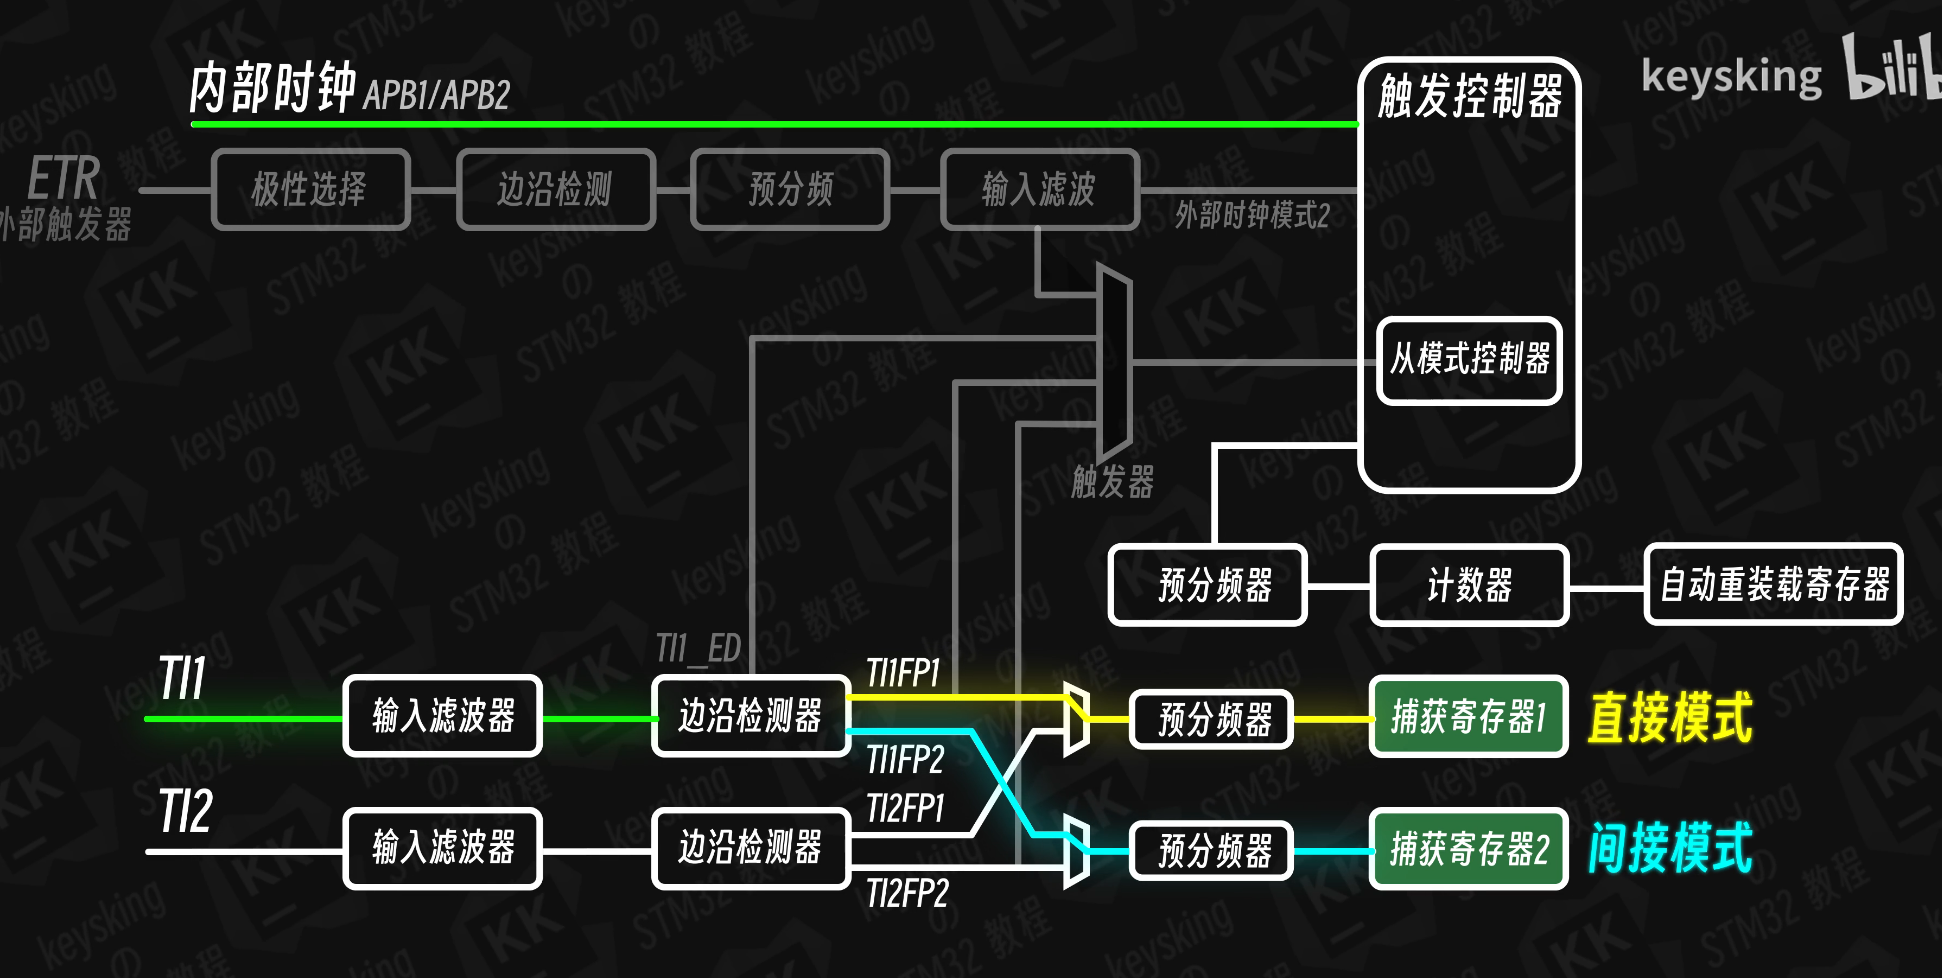 内部时钟 APB1/APB2
触发控制器
keysking
ETR
外部触发器
极性选择
边沿检测
预分频
输入滤波
外部时钟模式2
从模式控制器
触发器
预分频器
计数器
自动重装载寄存器
TI1
输入滤波器
TI1_ED
边沿检测器
TI1FP1
TI1FP2
预分频器
捕获寄存器1
直接模式
TI2
输入滤波器
边沿检测器
TI2FP1
TI2FP2
预分频器
捕获寄存器2
间接模式
keysking
の
STM32 教程
KK